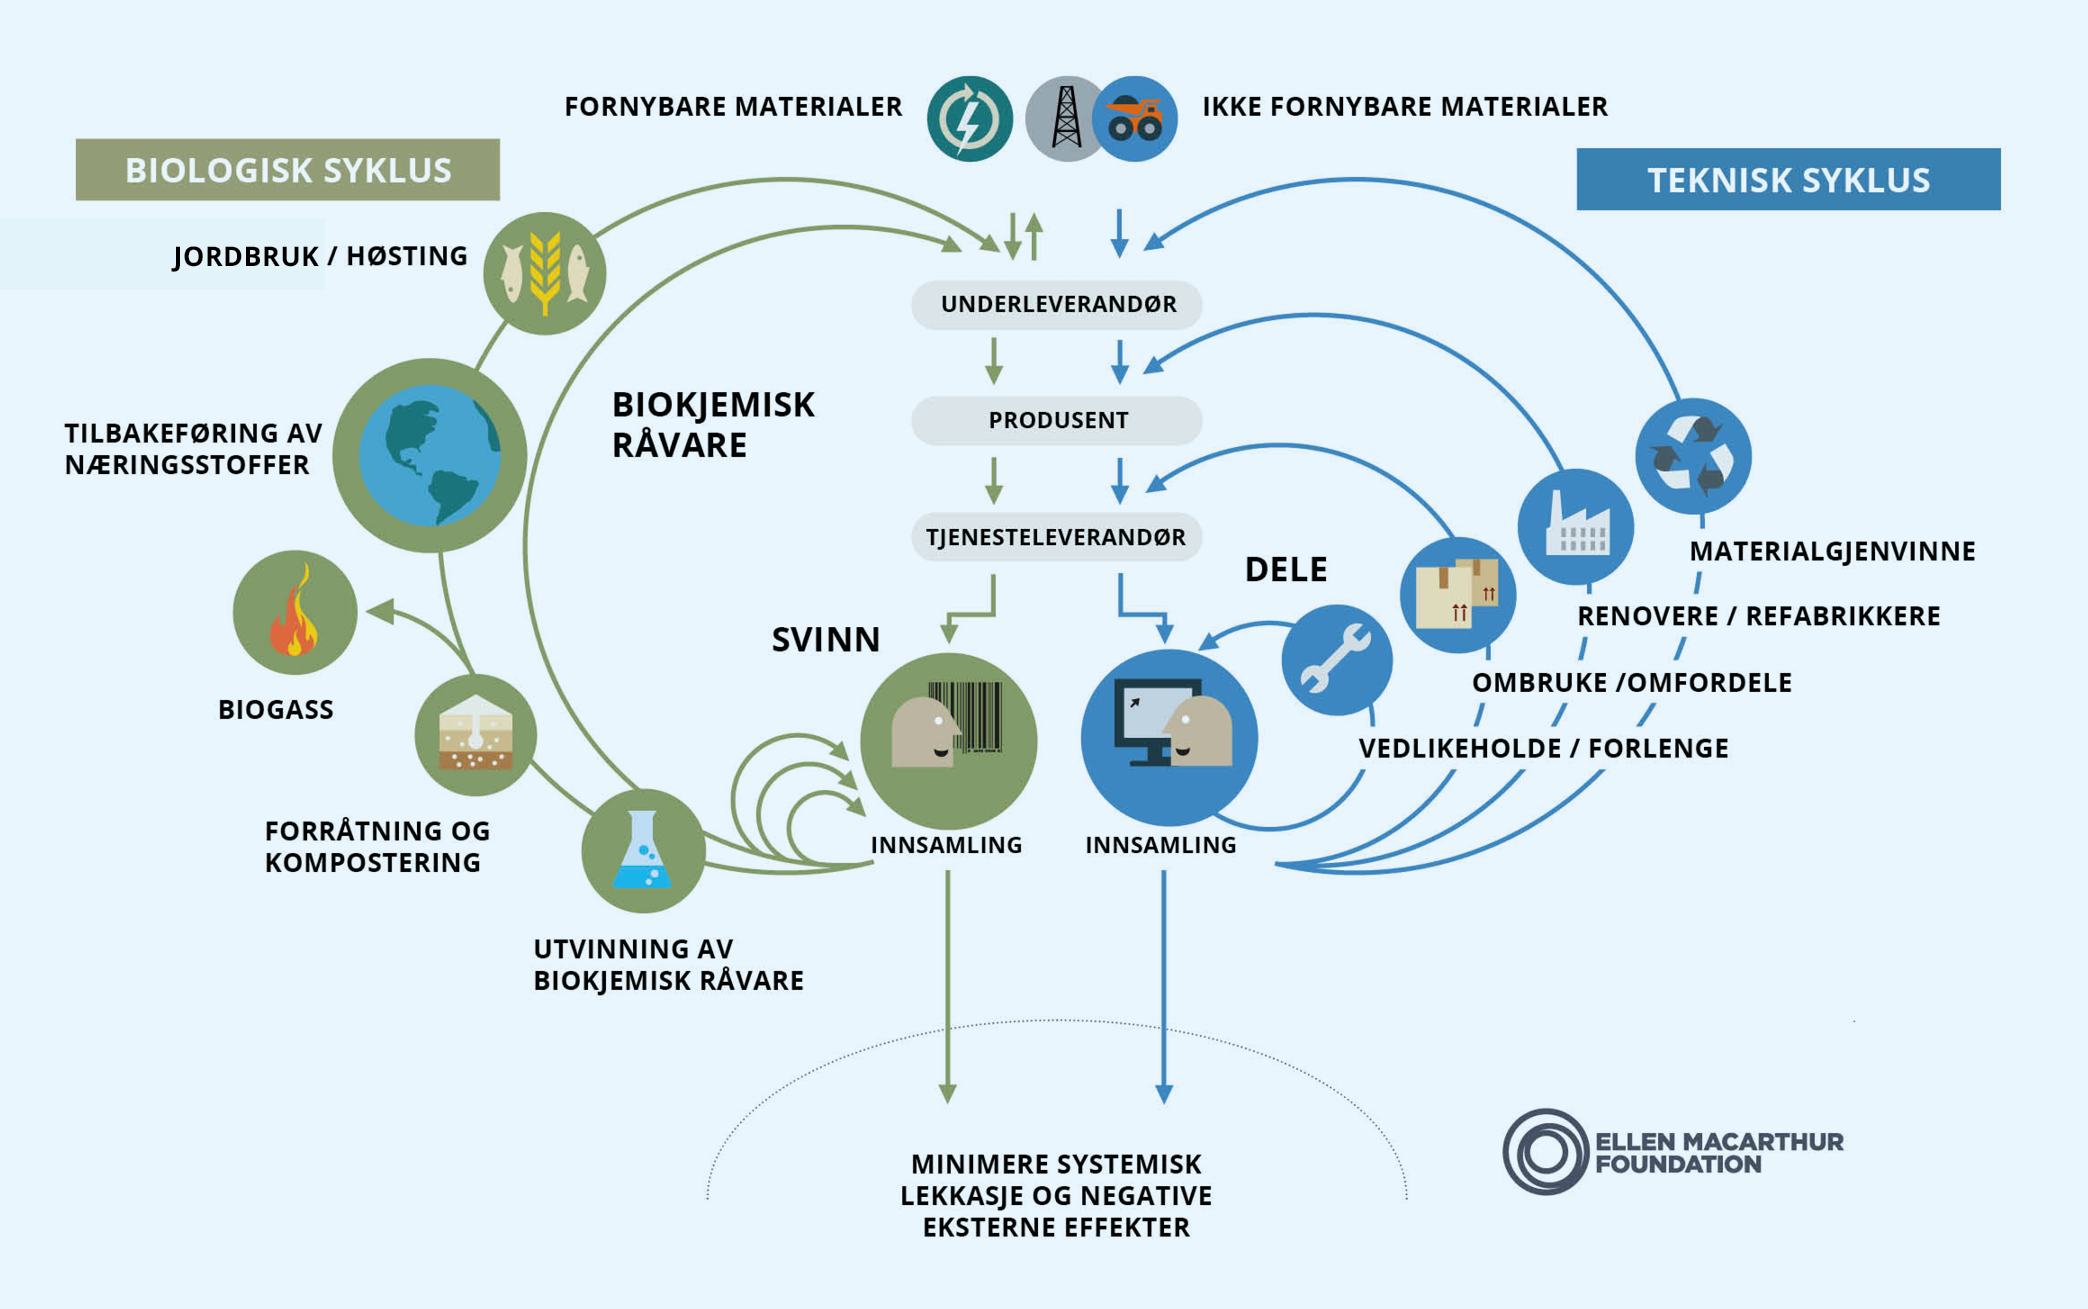 FORNYBARE MATERIALER
IKKE FORNYBARE MATERIALER
BIOLOGISK SYKLUS
TEKNISK SYKLUS
JORDBRUK / HØSTING
UNDERLEVERANDØR
BIOKJEMISK
RÅVARE
PRODUSENT
TILBAKEFØRING AV
NÆRINGSSTOFFER
TJENESTELEVERANDØR
DELE
MATERIALGJENVINNE
RENOVERE / REFABRIKKERE
SVINN
OMBRUKE /OMFORDELE
BIOGASS
VEDLIKEHOLDE / FORLENGE
FORRÅTNING OG
KOMPOSTERING
INNSAMLING
INNSAMLING
UTVINNING AV
BIOKJEMISK RÅVARE
MINIMERE SYSTEMISK
LEKKASJE OG NEGATIVE
EKSTERNE EFFEKTER
ELLEN MACARTHUR
FOUNDATION